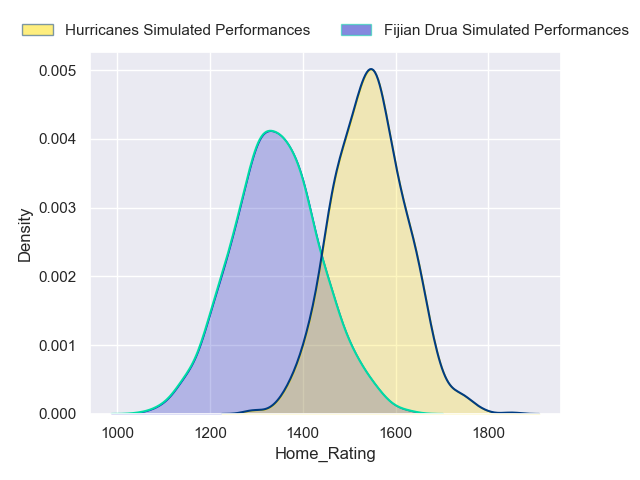 Hurricanes Simulated Performances
Fijian Drua Simulated Performances
0.005
0.004
0.003
0.002
0.001
0.000
Density
1000 1200 1400 1600 1800
Home_Rating